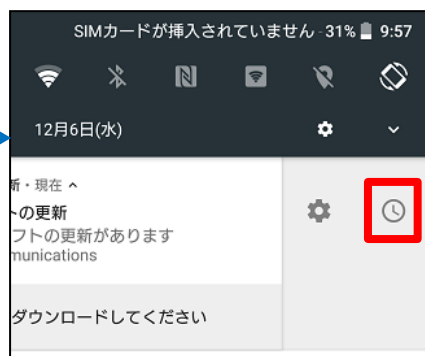 SIMカードが挿入されていません 31% 9:57
12月6日(水)
新・現在
の更新
フトの更新があります
munications
ダウンロードしてください